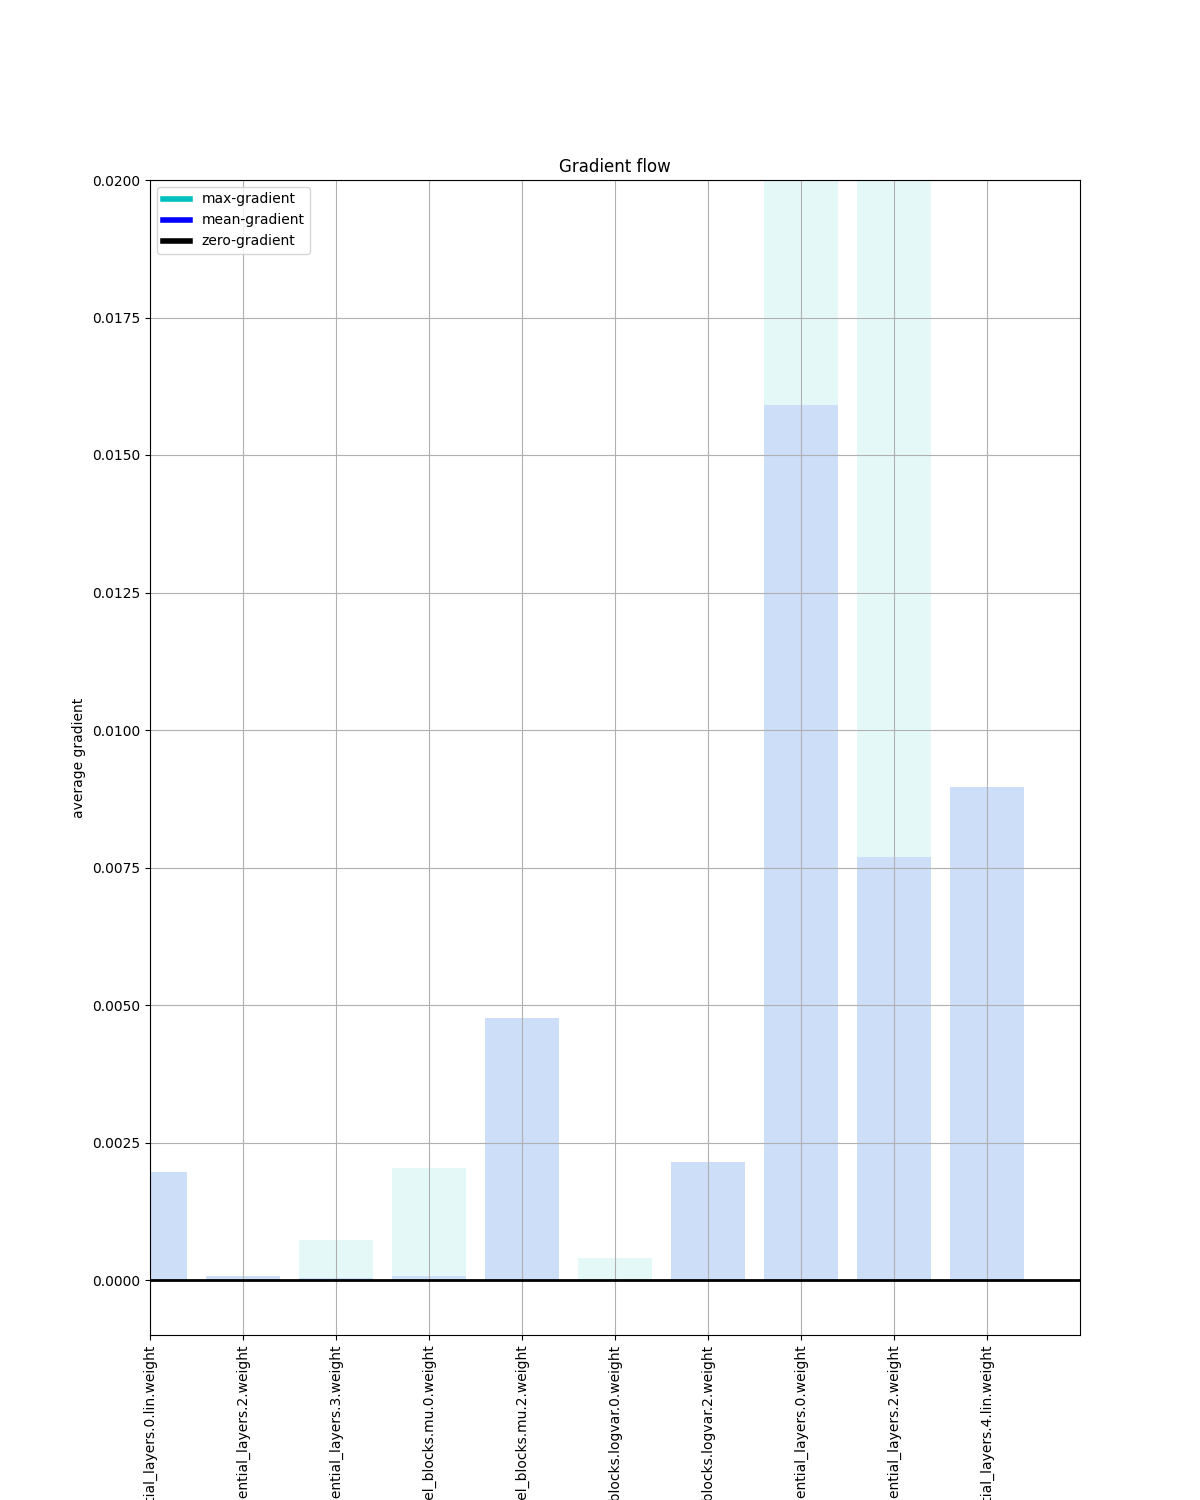 Gradient flow
max-gradient
mean-gradient
zero-gradient
0.0200
0.0175
0.0150
0.0125
0.0100
0.0075
0.0050
0.0025
0.0000
average gradient
tial_layers.0.lin.weight
ential_layers.2.weight
ential_layers.3.weight
el_blocks.mu.0.weight
el_blocks.mu.2.weight
blocks.logvar.0.weight
blocks.logvar.2.weight
ential_layers.0.weight
ential_layers.2.weight
tial_layers.4.lin.weight